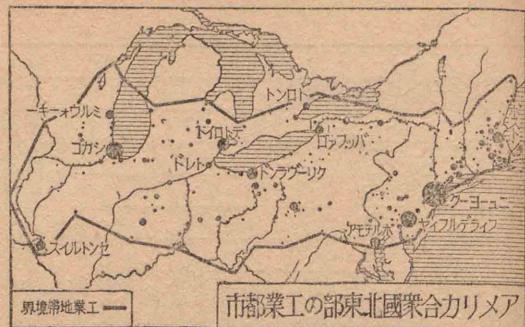 トロント
ミルウォーキー
シカゴ
デトロイト
バッファロ
トレド
クリーヴランド
ニューヨーク
フィラデルフィア
ボルテモア
セントルイス
工業地帶境界
アメリカ合衆國北東部の工業都市